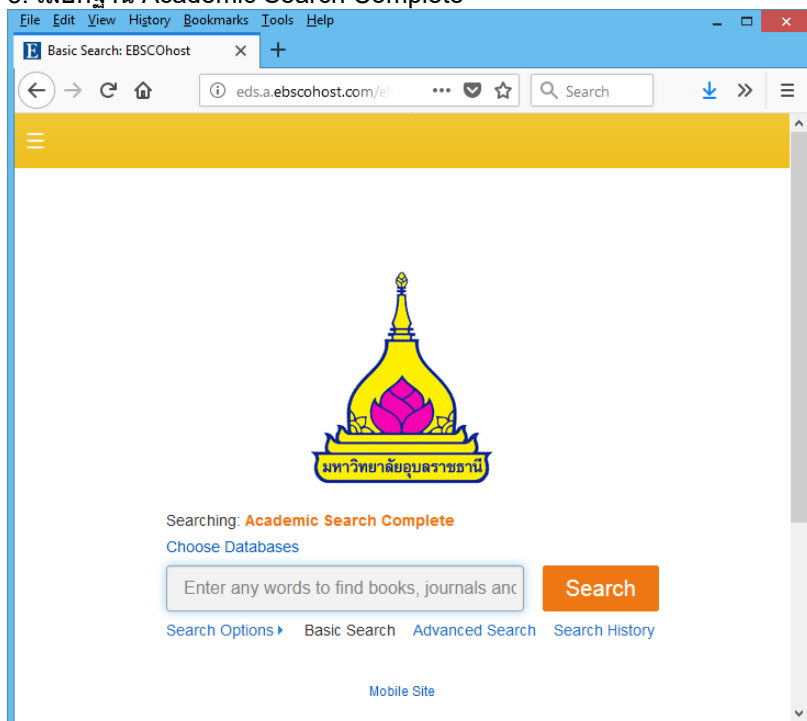 Academic Search Complete
File Edit View History Bookmarks Tools Help
Basic Search: EBSCOhost
eds.a.ebscohost.com/e
Search
มหาวิทยาลัยอุบลราชธานี
Searching: Academic Search Complete
Choose Databases
Enter any words to find books, journals and
Search
Search Options Basic Search Advanced Search Search History
Mobile Site